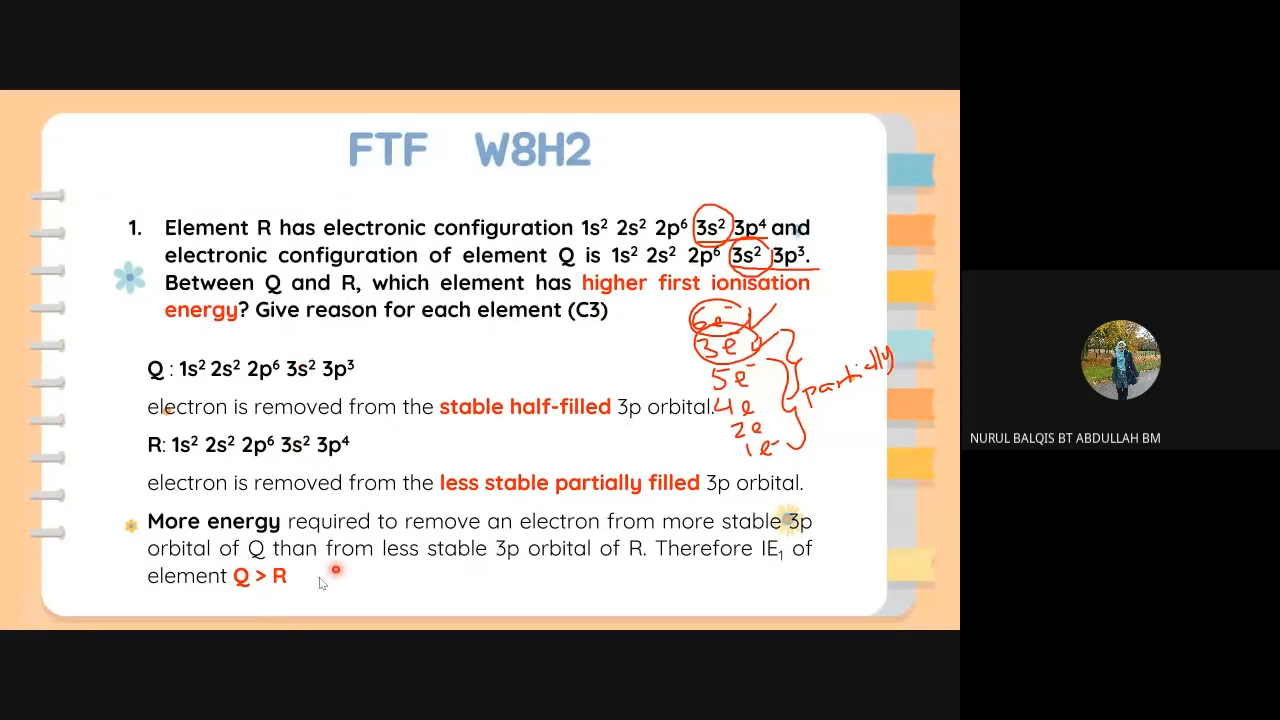 FTF W8H2
1. Element R has electronic configuration 1s² 2s² 2p⁶ 3s² 3p⁴ and
electronic configuration of element Q is 1s² 2s² 2p⁶ 3s² 3p³.
Between Q and R, which element has higher first ionisation
energy? Give reason for each element (C3)
6e⁻
3e⁻
5e⁻
4e
2e
1e⁻
partially
Q : 1s² 2s² 2p⁶ 3s² 3p³
electron is removed from the stable half-filled 3p orbital.
R: 1s² 2s² 2p⁶ 3s² 3p⁴
electron is removed from the less stable partially filled 3p orbital.
More energy required to remove an electron from more stable 3p
orbital of Q than from less stable 3p orbital of R. Therefore IE₁ of
element Q > R
NURUL BALQIS BT ABDULLAH BM